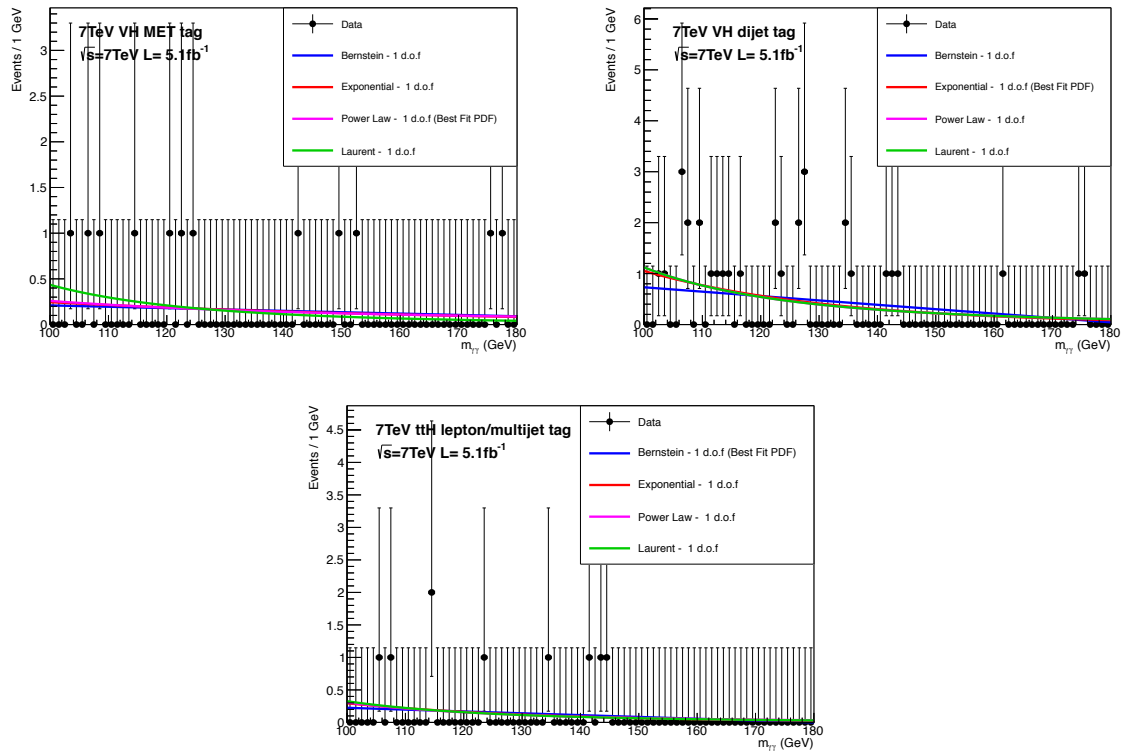 7TeV VH MET tag
√s=7TeV L= 5.1fb-1
Events / 1 GeV
3
2.5
2
1.5
1
0.5
0
100 110 120 130 140 150 160 170 180
mγγ (GeV)
Data
Bernstein - 1 d.o.f
Exponential - 1 d.o.f
Power Law - 1 d.o.f (Best Fit PDF)
Laurent - 1 d.o.f
7TeV VH dijet tag
√s=7TeV L= 5.1fb-1
Events / 1 GeV
6
5
4
3
2
1
0
100 110 120 130 140 150 160 170 180
mγγ (GeV)
Data
Bernstein - 1 d.o.f
Exponential - 1 d.o.f (Best Fit PDF)
Power Law - 1 d.o.f
Laurent - 1 d.o.f
7TeV ttH lepton/multijet tag
√s=7TeV L= 5.1fb-1
Events / 1 GeV
4.5
4
3.5
3
2.5
2
1.5
1
0.5
0
100 110 120 130 140 150 160 170 180
mγγ (GeV)
Data
Bernstein - 1 d.o.f (Best Fit PDF)
Exponential - 1 d.o.f
Power Law - 1 d.o.f
Laurent - 1 d.o.f